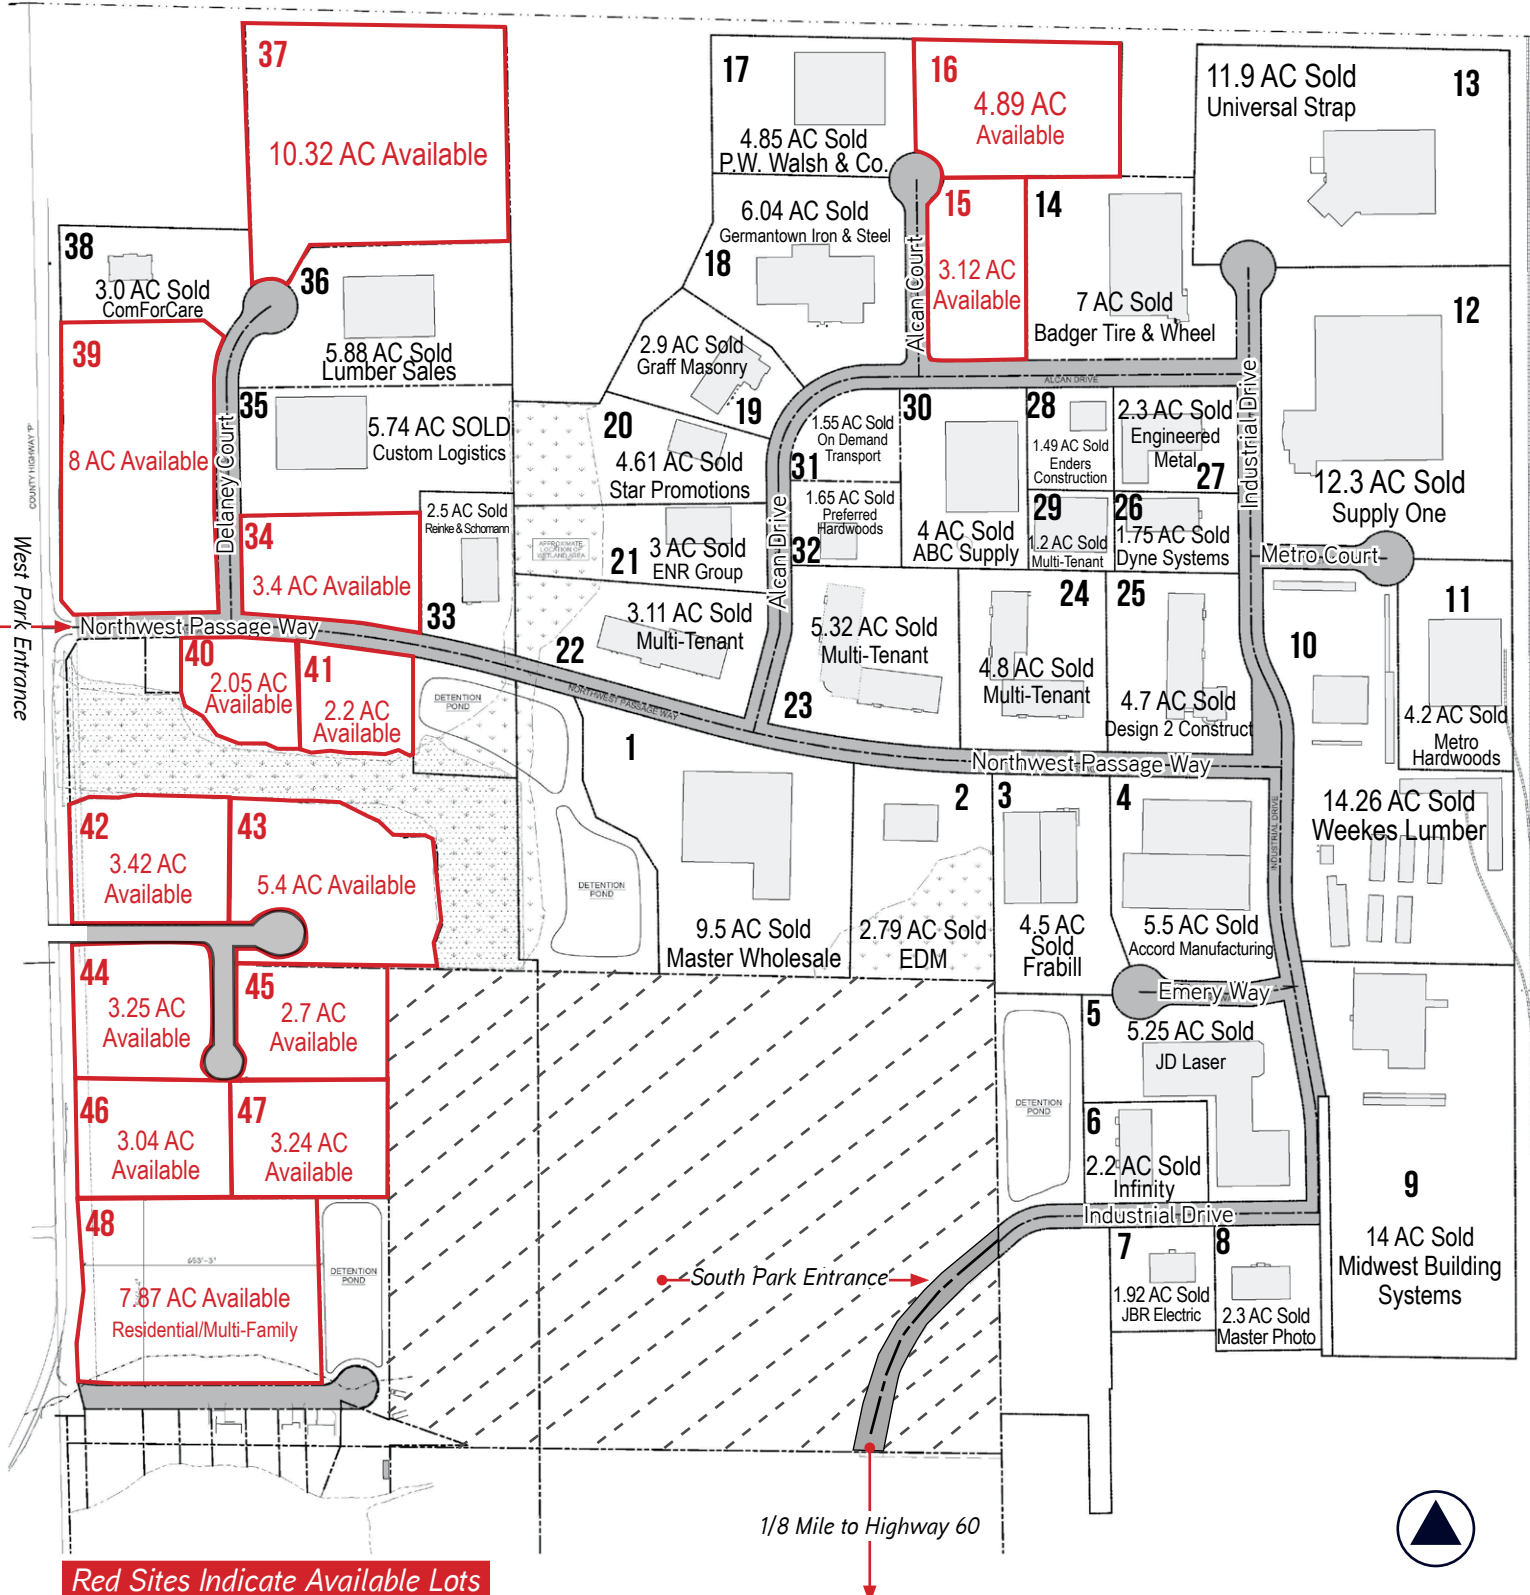 37
10.32 AC Available
17
4.85 AC Sold
P.W. Walsh & Co.
16
4.89 AC
Available
11.9 AC Sold
Universal Strap
13
38
3.0 AC Sold
ComForCare
36
5.88 AC Sold
Lumber Sales
6.04 AC Sold
Germantown Iron & Steel
18
Alcan Court
15
3.12 AC
Available
14
7 AC Sold
Badger Tire & Wheel
12
12.3 AC Sold
Supply One
39
8 AC Available
COUNTY HIGHWAY "P"
Delaney Court
35
5.74 AC SOLD
Custom Logistics
2.9 AC Sold
Graff Masonry
19
20
4.61 AC Sold
Star Promotions
ALCAN DRIVE
Industrial Drive
1.55 AC Sold
On Demand
Transport
31
30
4 AC Sold
ABC Supply
28
1.49 AC Sold
Enders
Construction
2.3 AC Sold
Engineered
Metal
27
34
3.4 AC Available
2.5 AC Sold
Reinke & Schomann
33
APPROXIMATE
LOCATION OF
WETLAND AREA
21
3 AC Sold
ENR Group
Alcan Drive
1.65 AC Sold
Preferred
Hardwoods
32
29
1.2 AC Sold
Multi-Tenant
26
1.75 AC Sold
Dyne Systems
Metro Court
West Park Entrance
Northwest Passage Way
22
3.11 AC Sold
Multi-Tenant
5.32 AC Sold
Multi-Tenant
23
24
4.8 AC Sold
Multi-Tenant
25
4.7 AC Sold
Design 2 Construct
10
11
4.2 AC Sold
Metro
Hardwoods
40
2.05 AC
Available
41
2.2 AC
Available
DETENTION
POND
NORTHWEST PASSAGE WAY
Northwest Passage Way
1
9.5 AC Sold
Master Wholesale
2
2.79 AC Sold
EDM
3
4.5 AC
Sold
Frabill
4
5.5 AC Sold
Accord Manufacturing
INDUSTRIAL DRIVE
14.26 AC Sold
Weekes Lumber
42
3.42 AC
Available
43
5.4 AC Available
DETENTION
POND
44
3.25 AC
Available
45
2.7 AC
Available
Emery Way
5
5.25 AC Sold
JD Laser
DETENTION
POND
46
3.04 AC
Available
47
3.24 AC
Available
6
2.2 AC Sold
Infinity
9
14 AC Sold
Midwest Building
Systems
48
653'-3"
7.87 AC Available
Residential/Multi-Family
DETENTION
POND
Industrial Drive
South Park Entrance
7
1.92 AC Sold
JBR Electric
8
2.3 AC Sold
Master Photo
1/8 Mile to Highway 60
Red Sites Indicate Available Lots